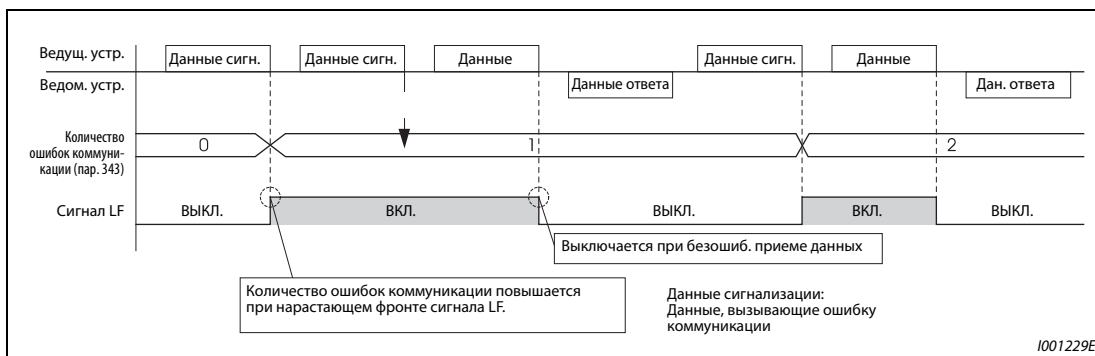 Ведущ. устр.
Данные сигн.
Данные сигн.
Данные
Данные сигн.
Данные
Ведом. устр.
Данные ответа
Дан. ответа
Количество
ошибок коммуни-
кации (пар. 343)
0
1
2
Сигнал LF
ВЫКЛ.
ВКЛ.
ВЫКЛ.
ВКЛ.
ВЫКЛ.
Выключается при безошиб. приеме данных
Количество ошибок коммуникации повышается
при нарастающем фронте сигнала LF.
Данные сигнализации:
Данные, вызывающие ошибку
коммуникации
I001229E